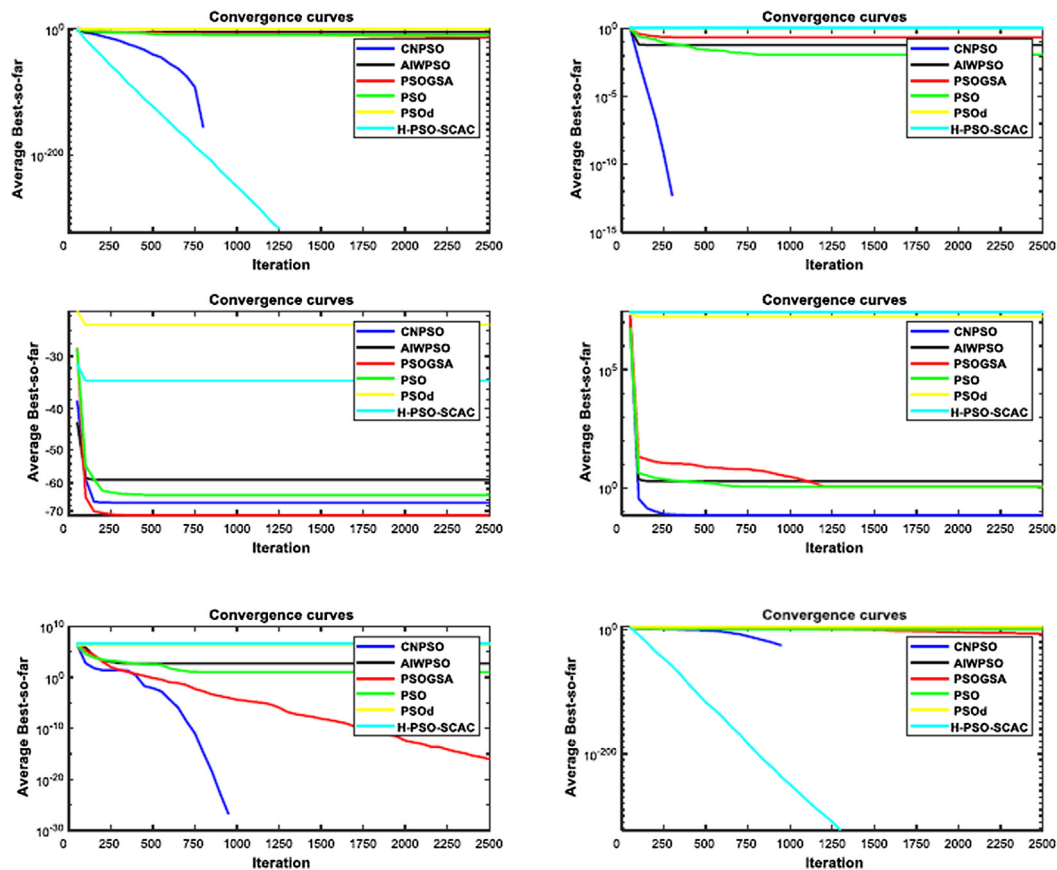 Convergence curves
Average Best-so-far
10^0
10^-200
CNPSO
AIWPSO
PSOGSA
PSO
PSOd
H-PSO-SCAC
0 250 500 750 1000 1250 1500 1750 2000 2250 2500
Iteration
Convergence curves
Average Best-so-far
10^0
10^-5
10^-10
10^-15
CNPSO
AIWPSO
PSOGSA
PSO
PSOd
H-PSO-SCAC
0 250 500 750 1000 1250 1500 1750 2000 2250 2500
Iteration
Convergence curves
Average Best-so-far
-30
-40
-50
-60
-70
CNPSO
AIWPSO
PSOGSA
PSO
PSOd
H-PSO-SCAC
0 250 500 750 1000 1250 1500 1750 2000 2250 2500
Iteration
Convergence curves
Average Best-so-far
10^5
10^0
CNPSO
AIWPSO
PSOGSA
PSO
PSOd
H-PSO-SCAC
0 250 500 750 1000 1250 1500 1750 2000 2250 2500
Iteration
Convergence curves
Average Best-so-far
10^10
10^0
10^-10
10^-20
10^-30
CNPSO
AIWPSO
PSOGSA
PSO
PSOd
H-PSO-SCAC
0 250 500 750 1000 1250 1500 1750 2000 2250 2500
Iteration
Convergence curves
Average Best-so-far
10^0
10^-200
CNPSO
AIWPSO
PSOGSA
PSO
PSOd
H-PSO-SCAC
0 250 500 750 1000 1250 1500 1750 2000 2250 2500
Iteration